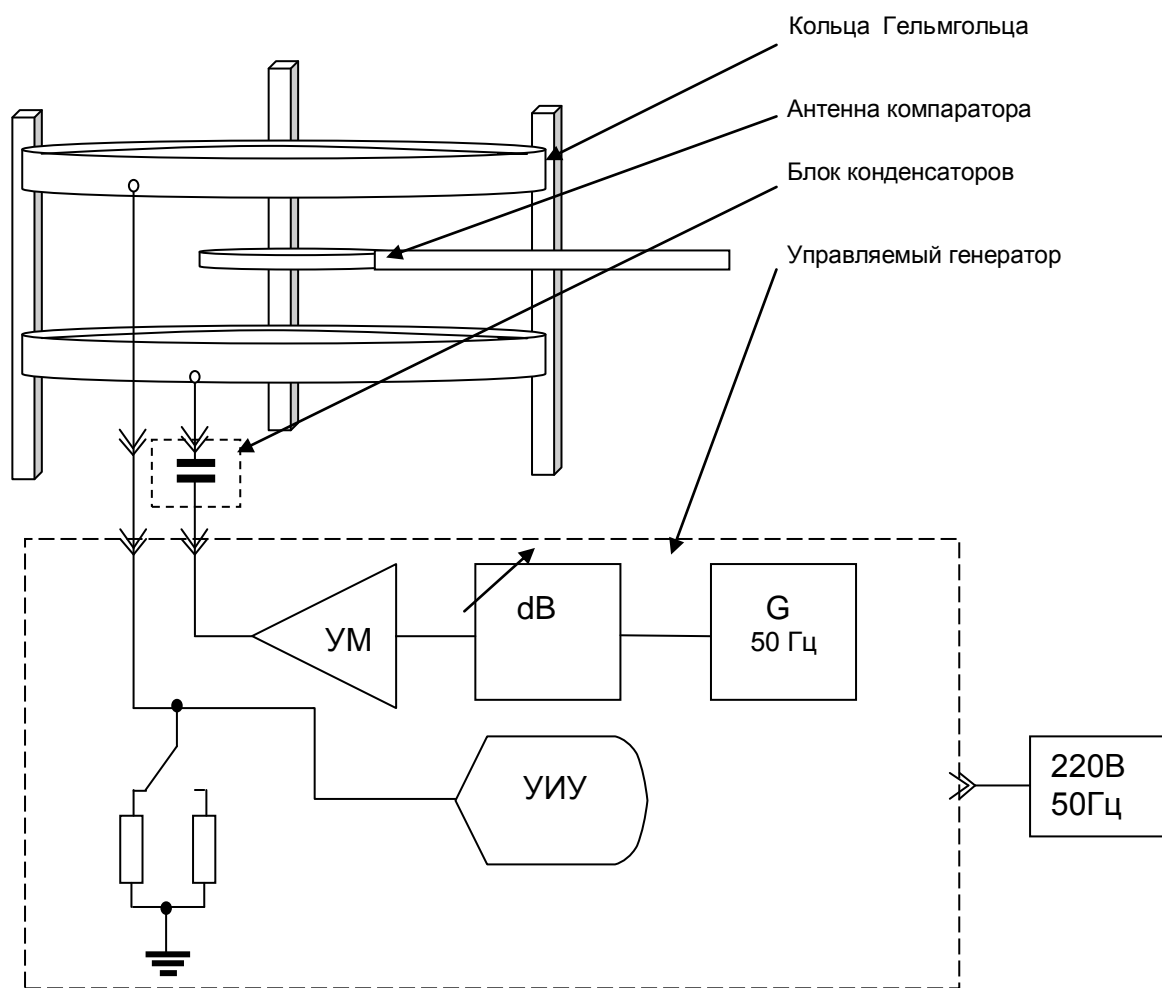 Кольца Гельмгольца
Антенна компаратора
Блок конденсаторов
Управляемый генератор
УМ
dB
G
50 Гц
УИУ
220В
50Гц